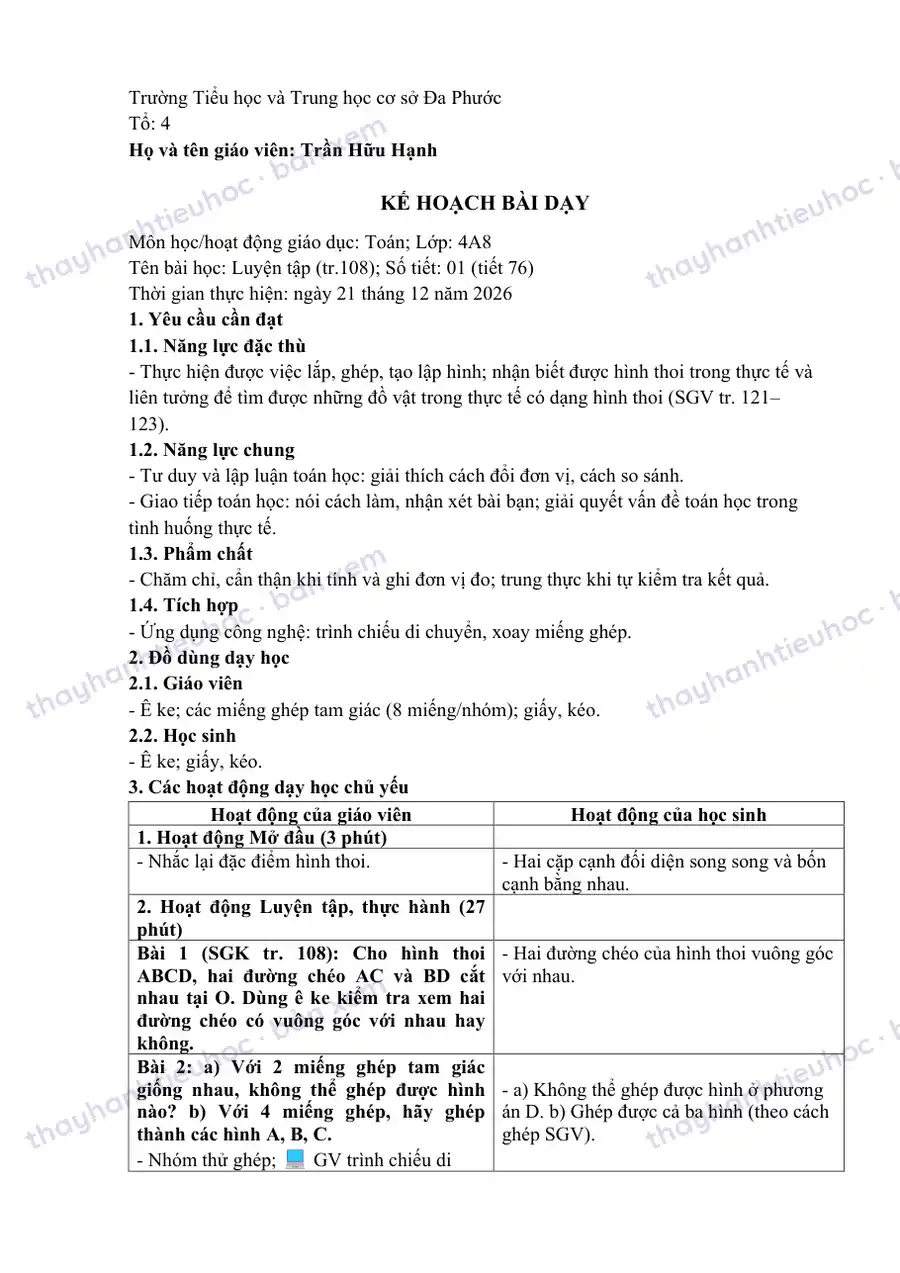 Trường Tiểu học và Trung học cơ sở Đa Phước
Tổ: 4
Họ và tên giáo viên: Trần Hữu Hạnh
KẾ HOẠCH BÀI DẠY
Môn học/hoạt động giáo dục: Toán; Lớp: 4A8
Tên bài học: Luyện tập (tr.108); Số tiết: 01 (tiết 76)
Thời gian thực hiện: ngày 21 tháng 12 năm 2026
1. Yêu cầu cần đạt
1.1. Năng lực đặc thù
- Thực hiện được việc lắp, ghép, tạo lập hình; nhận biết được hình thoi trong thực tế và
liên tưởng để tìm được những đồ vật trong thực tế có dạng hình thoi (SGV tr. 121–
123).
1.2. Năng lực chung
- Tư duy và lập luận toán học: giải thích cách đổi đơn vị, cách so sánh.
- Giao tiếp toán học: nói cách làm, nhận xét bài bạn; giải quyết vấn đề toán học trong
tình huống thực tế.
1.3. Phẩm chất
- Chăm chỉ, cẩn thận khi tính và ghi đơn vị đo; trung thực khi tự kiểm tra kết quả.
1.4. Tích hợp
- Ứng dụng công nghệ: trình chiếu di chuyển, xoay miếng ghép.
2. Đồ dùng dạy học
2.1. Giáo viên
- Ê ke; các miếng ghép tam giác (8 miếng/nhóm); giấy, kéo.
2.2. Học sinh
- Ê ke; giấy, kéo.
3. Các hoạt động dạy học chủ yếu
Hoạt động của giáo viên
Hoạt động của học sinh
1. Hoạt động Mở đầu (3 phút)
- Nhắc lại đặc điểm hình thoi.
- Hai cặp cạnh đối diện song song và bốn
cạnh bằng nhau.
2. Hoạt động Luyện tập, thực hành (27
phút)
Bài 1 (SGK tr. 108): Cho hình thoi
ABCD, hai đường chéo AC và BD cắt
nhau tại O. Dùng ê ke kiểm tra xem hai
đường chéo có vuông góc với nhau hay
không.
- Hai đường chéo của hình thoi vuông góc
với nhau.
Bài 2: a) Với 2 miếng ghép tam giác
giống nhau, không thể ghép được hình
nào? b) Với 4 miếng ghép, hãy ghép
thành các hình A, B, C.
- Nhóm thử ghép; GV trình chiếu di
- a) Không thể ghép được hình ở phương
án D. b) Ghép được cả ba hình (theo cách
ghép SGV).
thayhanhtieuhoc · bản xem
thayhanhtieuhoc · b
thayhanhtieuhoc · bản xem
thayhanhtieuhoc · b
thayhanhtieuhoc · bản xem
thayhanhtieuhoc · b